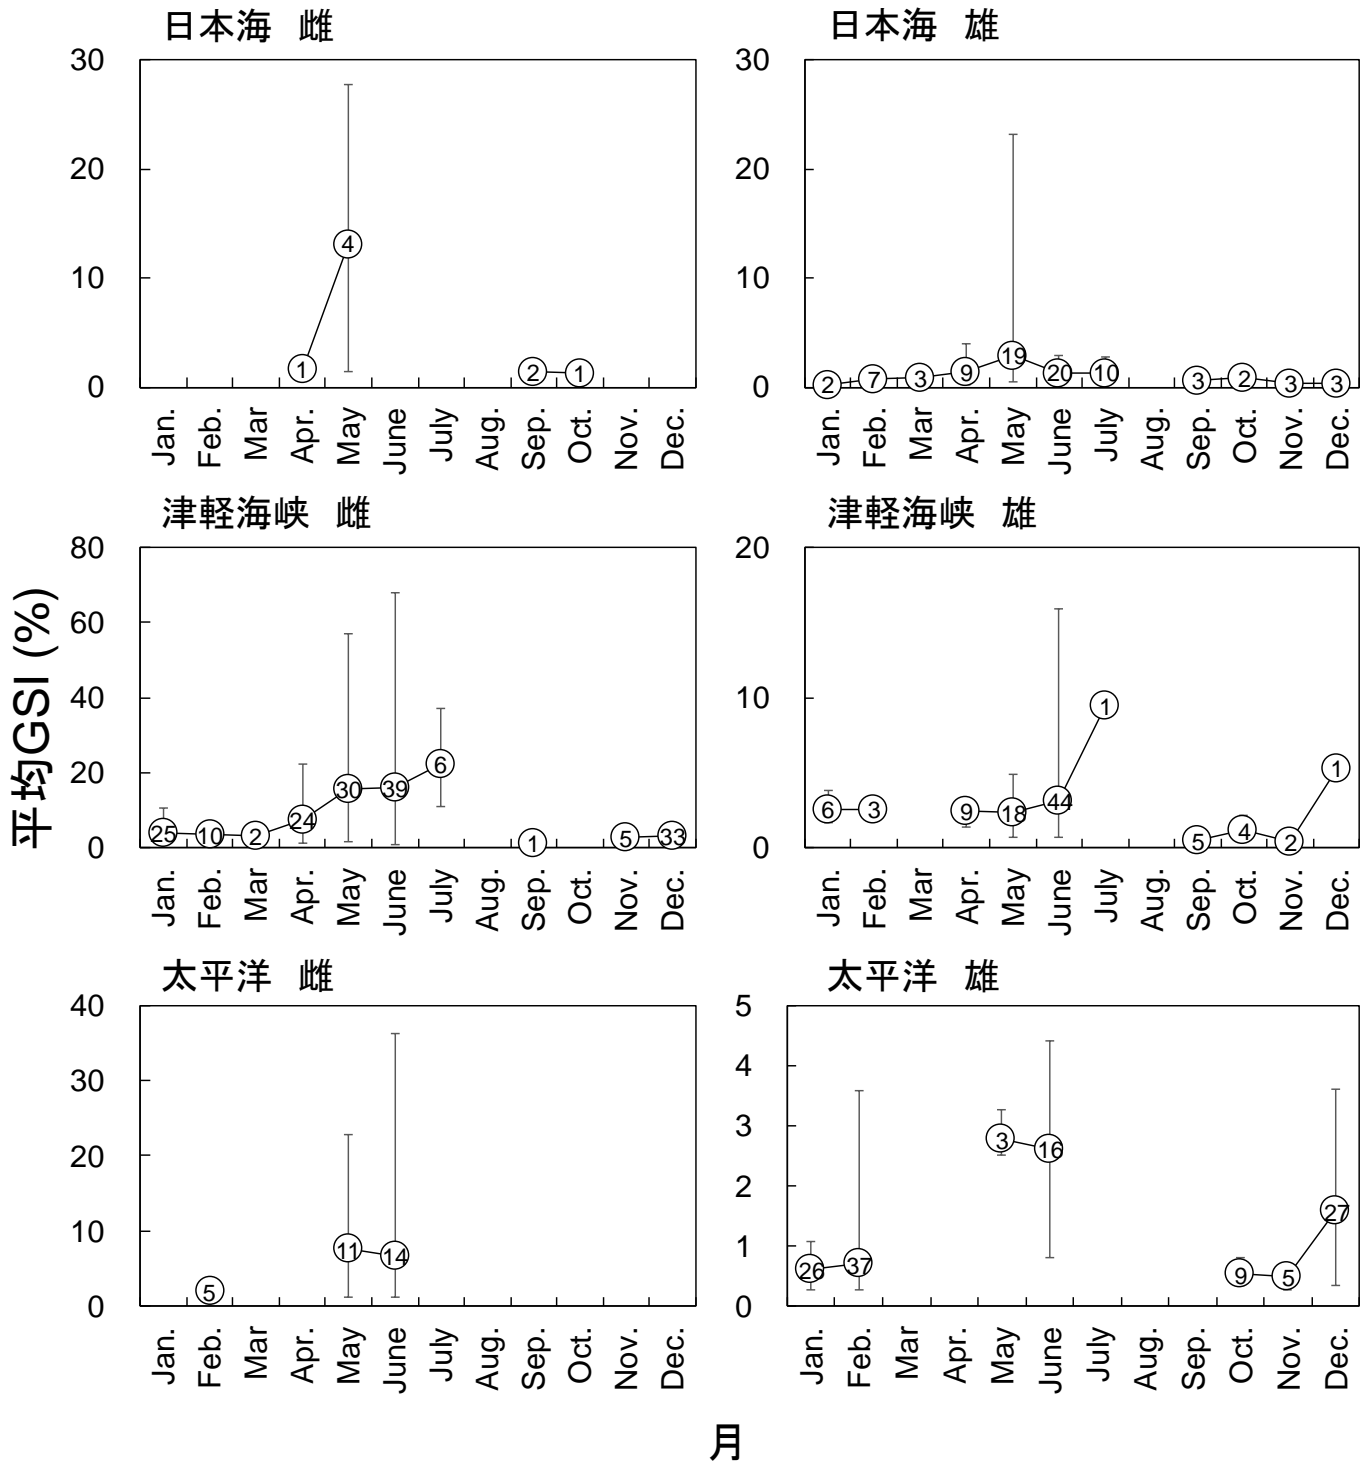 日本海 雌
30
20
10
0
4
1
2
1
Jan.
Feb.
Mar
Apr.
May
June
July
Aug.
Sep.
Oct.
Nov.
Dec.
日本海 雄
30
20
10
0
2
7
3
9
19
20
10
3
2
3
3
Jan.
Feb.
Mar
Apr.
May
June
July
Aug.
Sep.
Oct.
Nov.
Dec.
平均GSI (%)
津軽海峡 雌
80
60
40
20
0
25
10
2
24
30
39
6
1
5
33
Jan.
Feb.
Mar
Apr.
May
June
July
Aug.
Sep.
Oct.
Nov.
Dec.
津軽海峡 雄
20
10
0
6
3
9
18
44
1
5
4
2
1
Jan.
Feb.
Mar
Apr.
May
June
July
Aug.
Sep.
Oct.
Nov.
Dec.
太平洋 雌
40
30
20
10
0
5
11
14
Jan.
Feb.
Mar
Apr.
May
June
July
Aug.
Sep.
Oct.
Nov.
Dec.
太平洋 雄
5
4
3
2
1
0
26
37
3
16
9
5
27
Jan.
Feb.
Mar
Apr.
May
June
July
Aug.
Sep.
Oct.
Nov.
Dec.
月